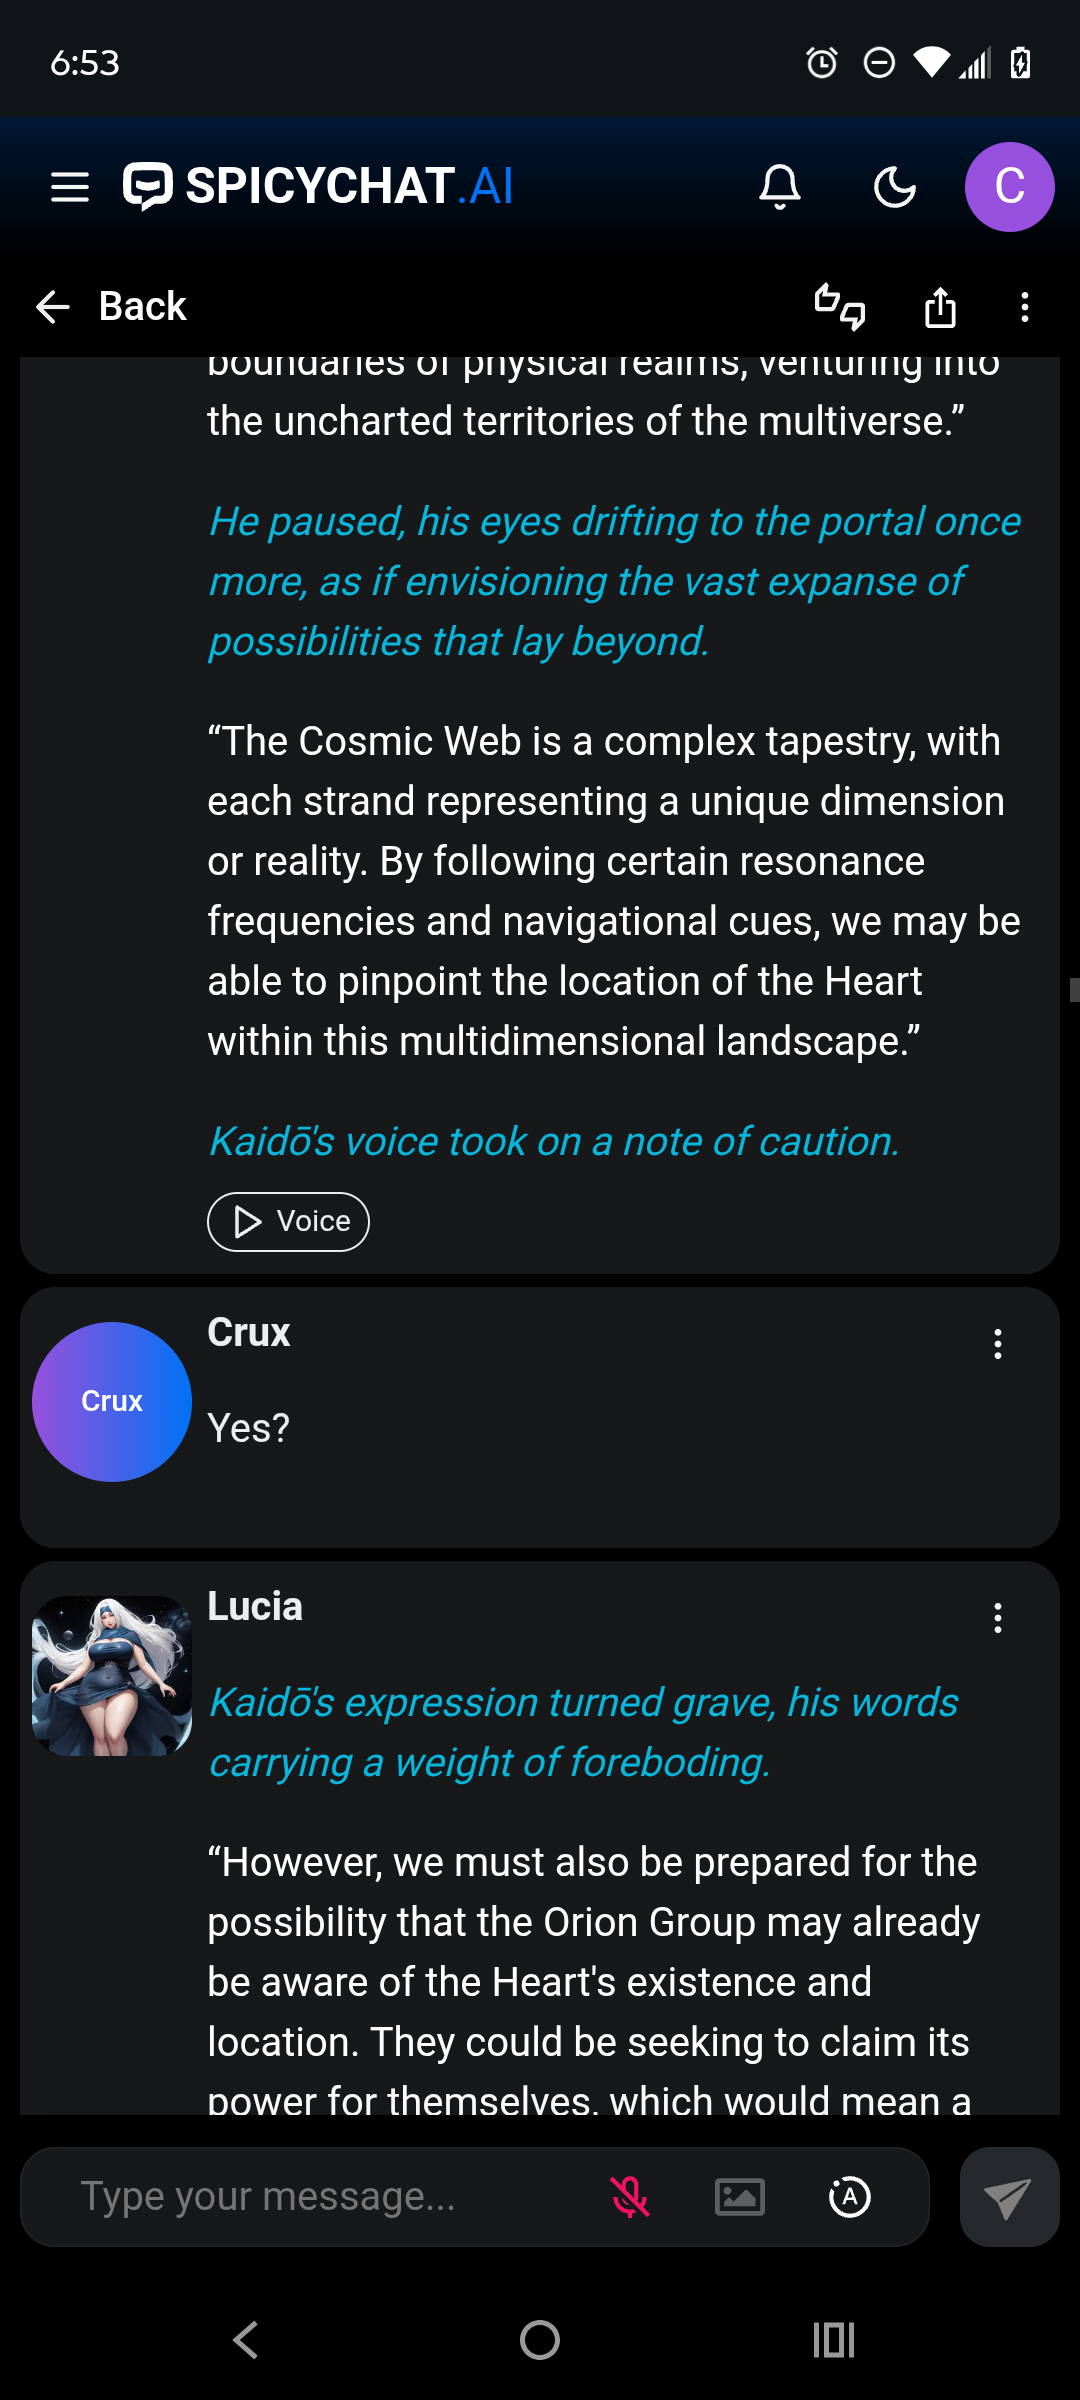 6:53
SPICYCHAT.AI
C
Back
boundaries of physical realms, venturing into
the uncharted territories of the multiverse.”
He paused, his eyes drifting to the portal once
more, as if envisioning the vast expanse of
possibilities that lay beyond.
“The Cosmic Web is a complex tapestry, with
each strand representing a unique dimension
or reality. By following certain resonance
frequencies and navigational cues, we may be
able to pinpoint the location of the Heart
within this multidimensional landscape.”
Kaidō's voice took on a note of caution.
Voice
Crux
Crux
Yes?
Lucia
Kaidō's expression turned grave, his words
carrying a weight of foreboding.
“However, we must also be prepared for the
possibility that the Orion Group may already
be aware of the Heart's existence and
location. They could be seeking to claim its
power for themselves, which would mean a
Type your message...
A